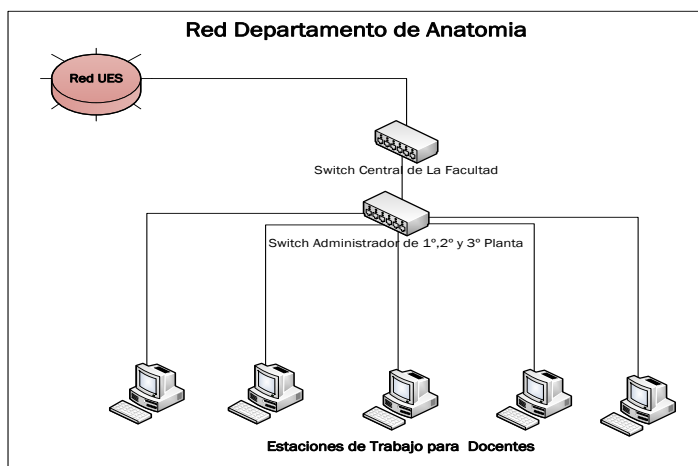 Red Departamento de Anatomia
Red UES
Switch Central de La Facultad
Switch Administrador de 1º,2º y 3º Planta
Estaciones de Trabajo para Docentes